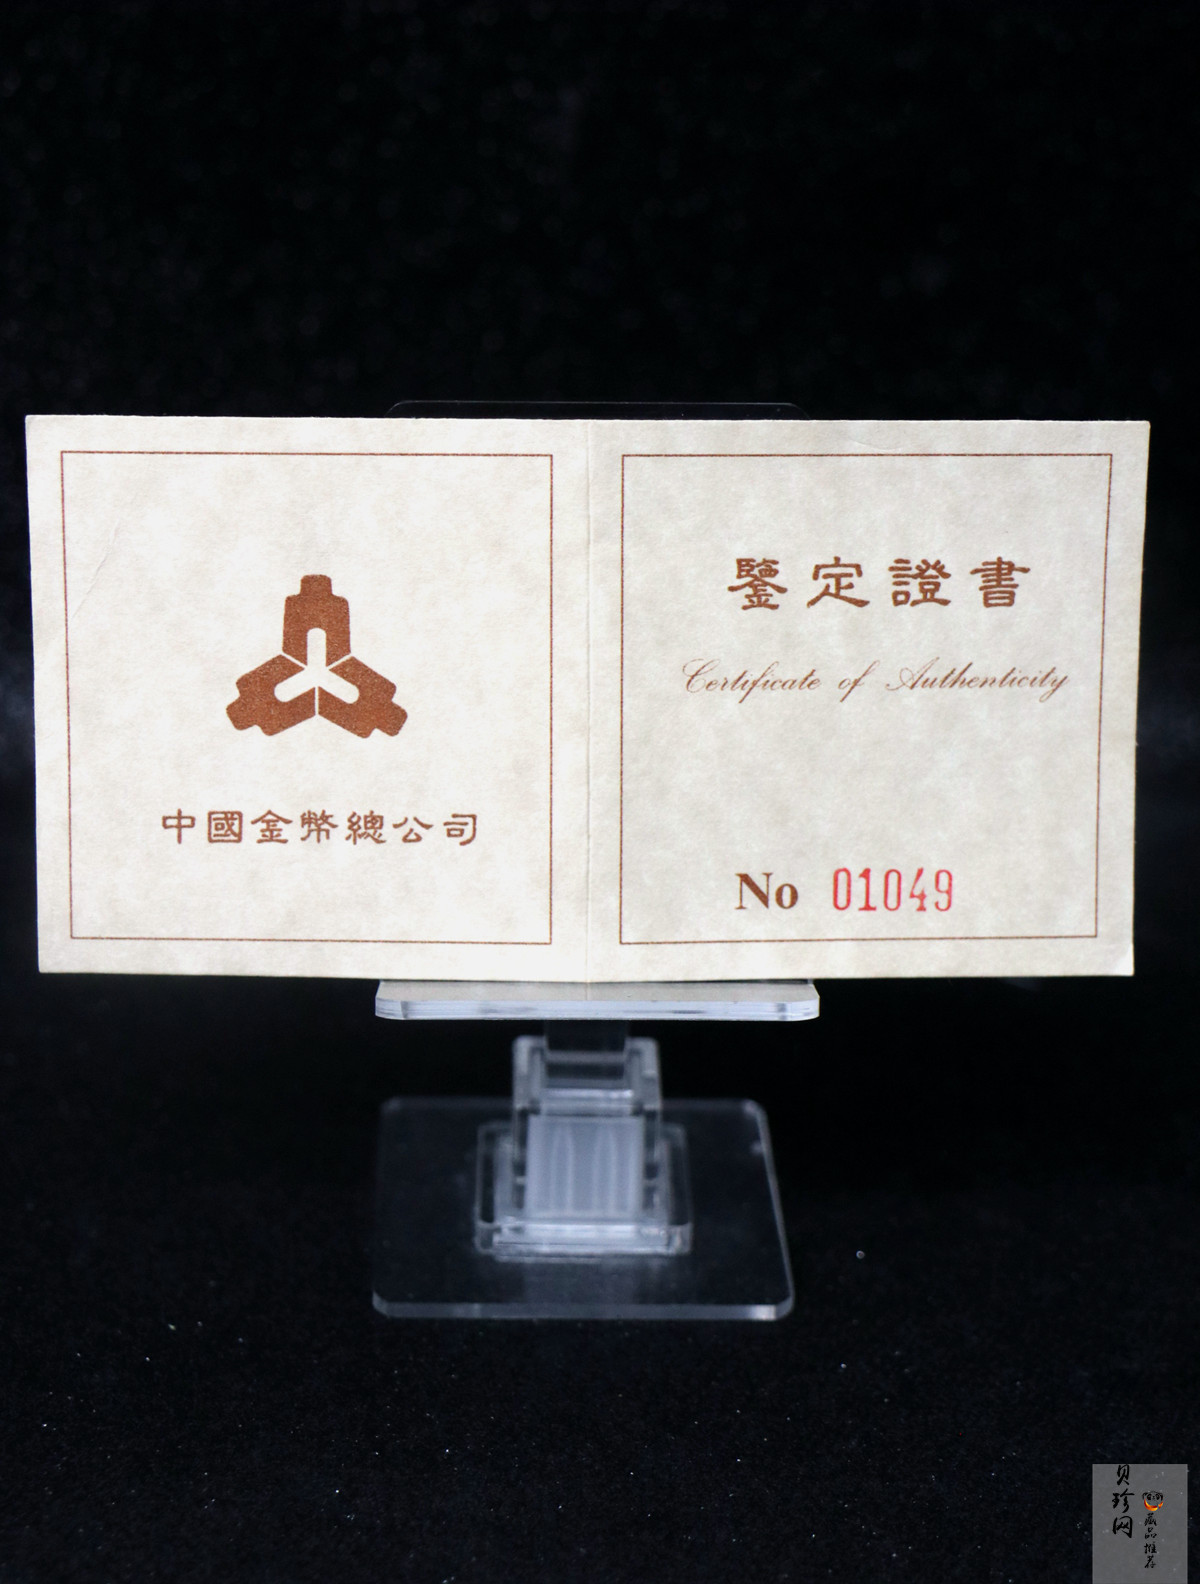 中國金幣總公司
鑒定證書
Certificate of Authenticity
No 01049
贝珍网
藏品推荐